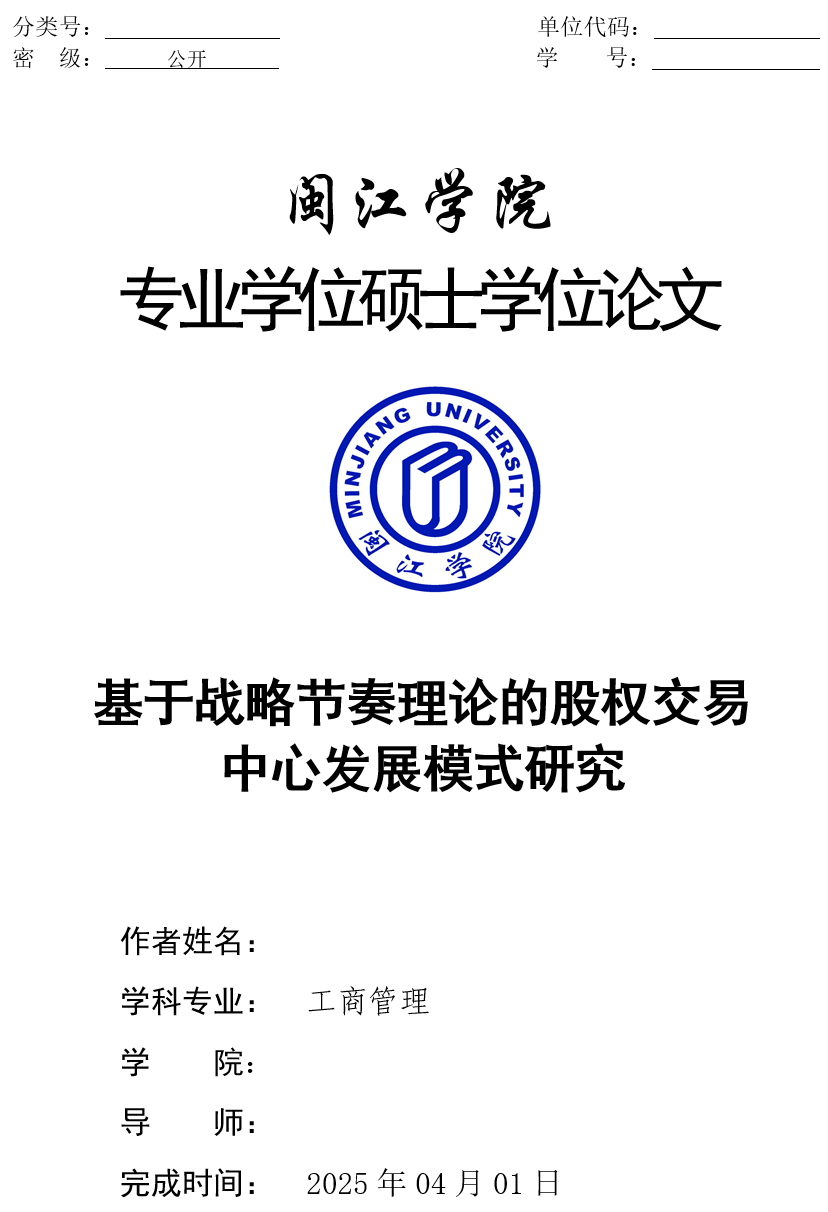 分类号： 单位代码：
密 级： 公开 学 号：
闽江学院
专业学位硕士学位论文
MINJIANG UNIVERSITY
闽江学院
基于战略节奏理论的股权交易
中心发展模式研究
作者姓名：
学科专业： 工商管理
学 院：
导 师：
完成时间： 2025 年 04 月 01 日